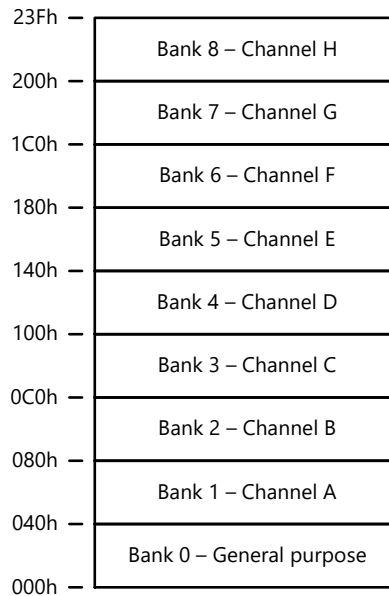 23Fh
Bank 8 – Channel H
200h
Bank 7 – Channel G
1C0h
Bank 6 – Channel F
180h
Bank 5 – Channel E
140h
Bank 4 – Channel D
100h
Bank 3 – Channel C
0C0h
Bank 2 – Channel B
080h
Bank 1 – Channel A
040h
Bank 0 – General purpose
000h